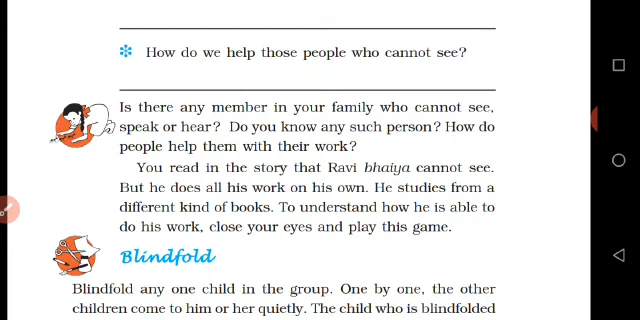 How do we help those people who cannot see?
Is there any member in your family who cannot see,
speak or hear? Do you know any such person? How do
people help them with their work?
You read in the story that Ravi bhaiya cannot see.
But he does all his work on his own. He studies from a
different kind of books. To understand how he is able to
do his work, close your eyes and play this game.
Blindfold
Blindfold any one child in the group. One by one, the other
children come to him or her quietly. The child who is blindfolded